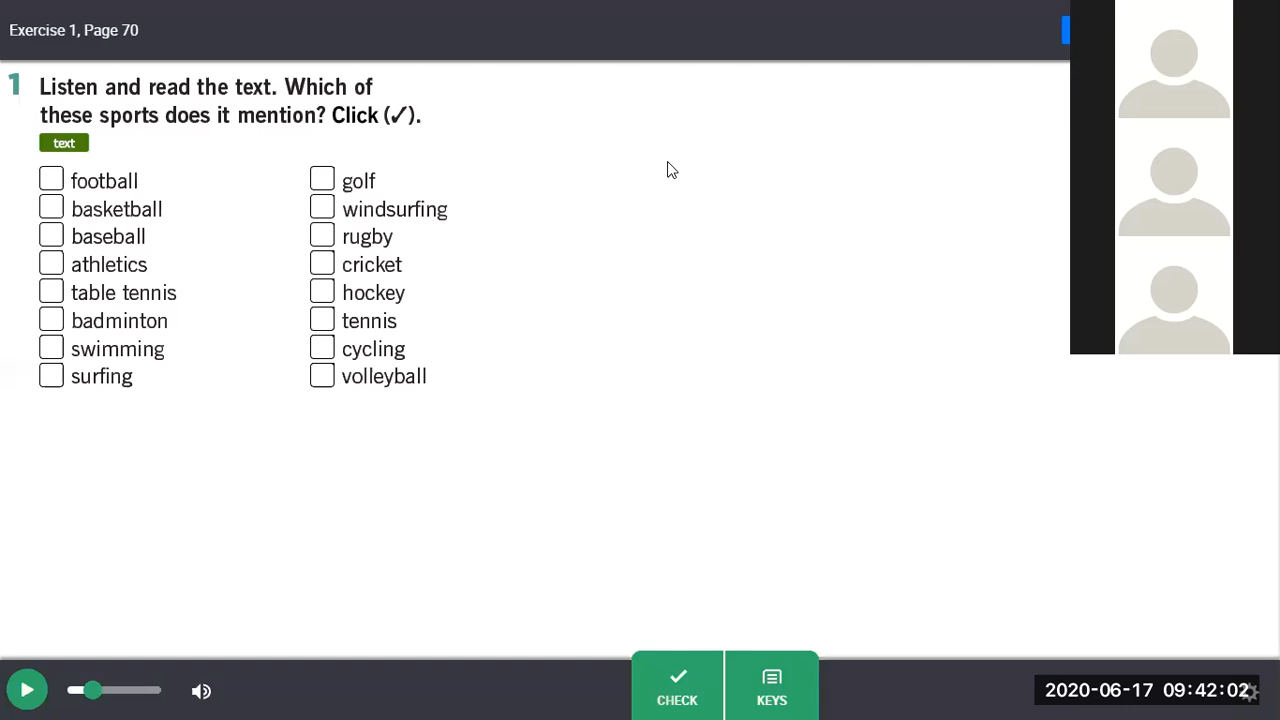 Exercise 1, Page 70
1 Listen and read the text. Which of
these sports does it mention? Click (✓).
text
football
basketball
baseball
athletics
table tennis
badminton
swimming
surfing
golf
windsurfing
rugby
cricket
hockey
tennis
cycling
volleyball
CHECK
KEYS
2020-06-17 09:42:02